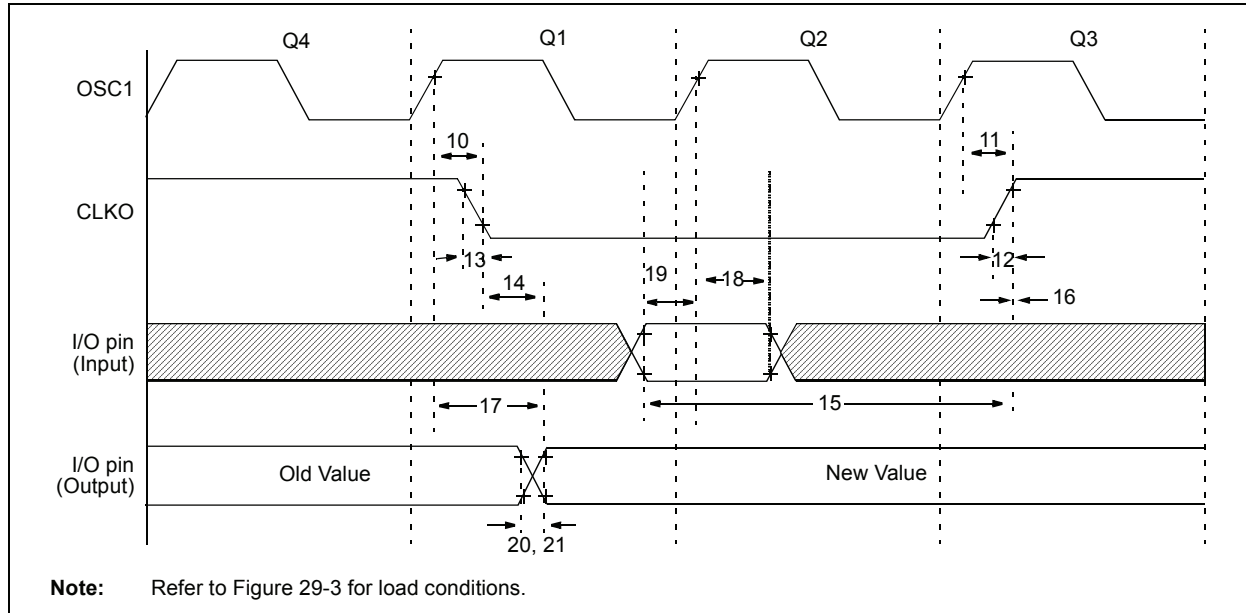 Q4 Q1 Q2 Q3
OSC1
10 11
CLKO
13 14 19 18 12 16
I/O pin
(Input)
17 15
I/O pin
(Output)
Old Value New Value
20, 21
Note: Refer to Figure 29-3 for load conditions.